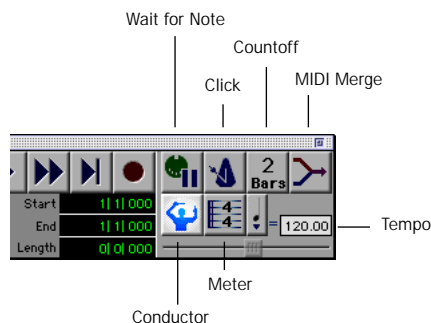 Wait for Note
Countoff
Click
MIDI Merge
2
Bars
Start 1| 1| 000
4
4
= 120.00
Tempo
End 1| 1| 000
Length 0| 0| 000
Meter
Conductor